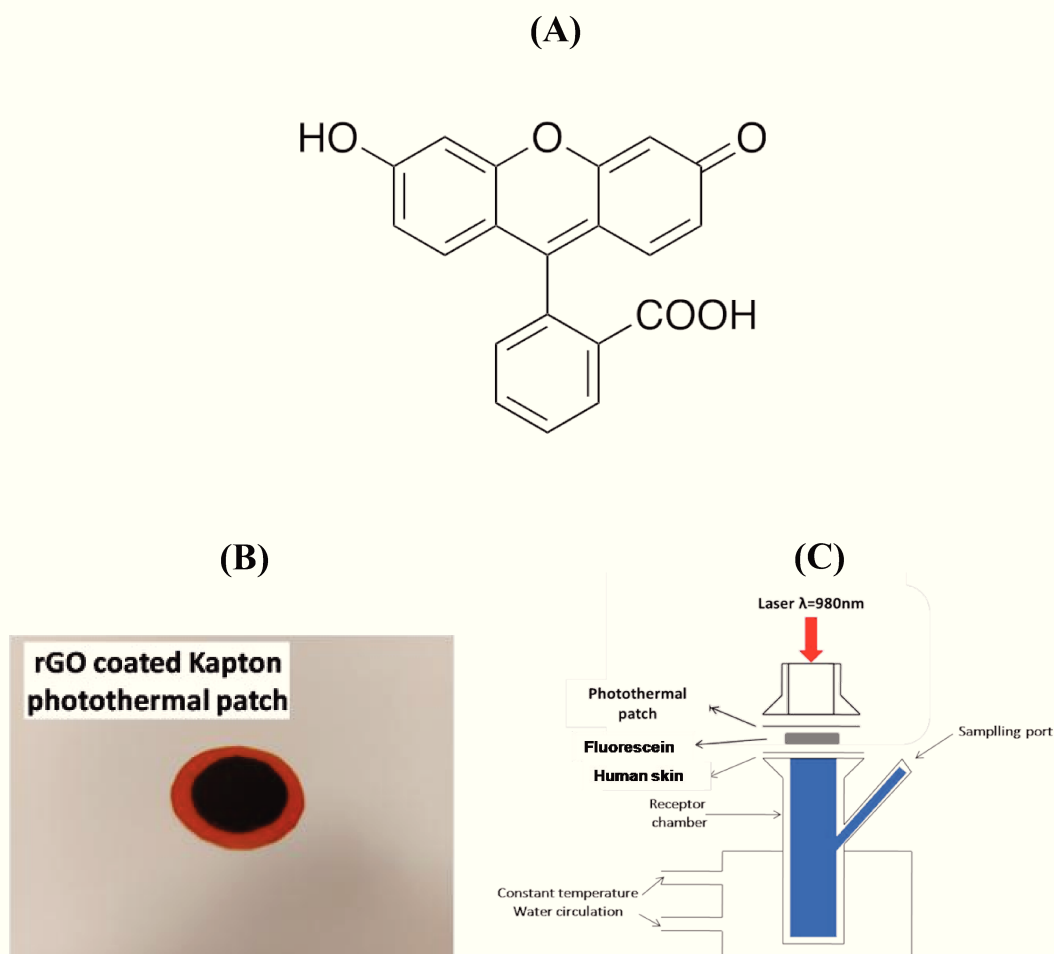 (A)
HO
O
O
COOH
(B)
(C)
rGO coated Kapton
photothermal patch
Laser λ=980nm
Photothermal
patch
Fluorescein
Human skin
Samplling port
Receptor
chamber
Constant temperature
Water circulation